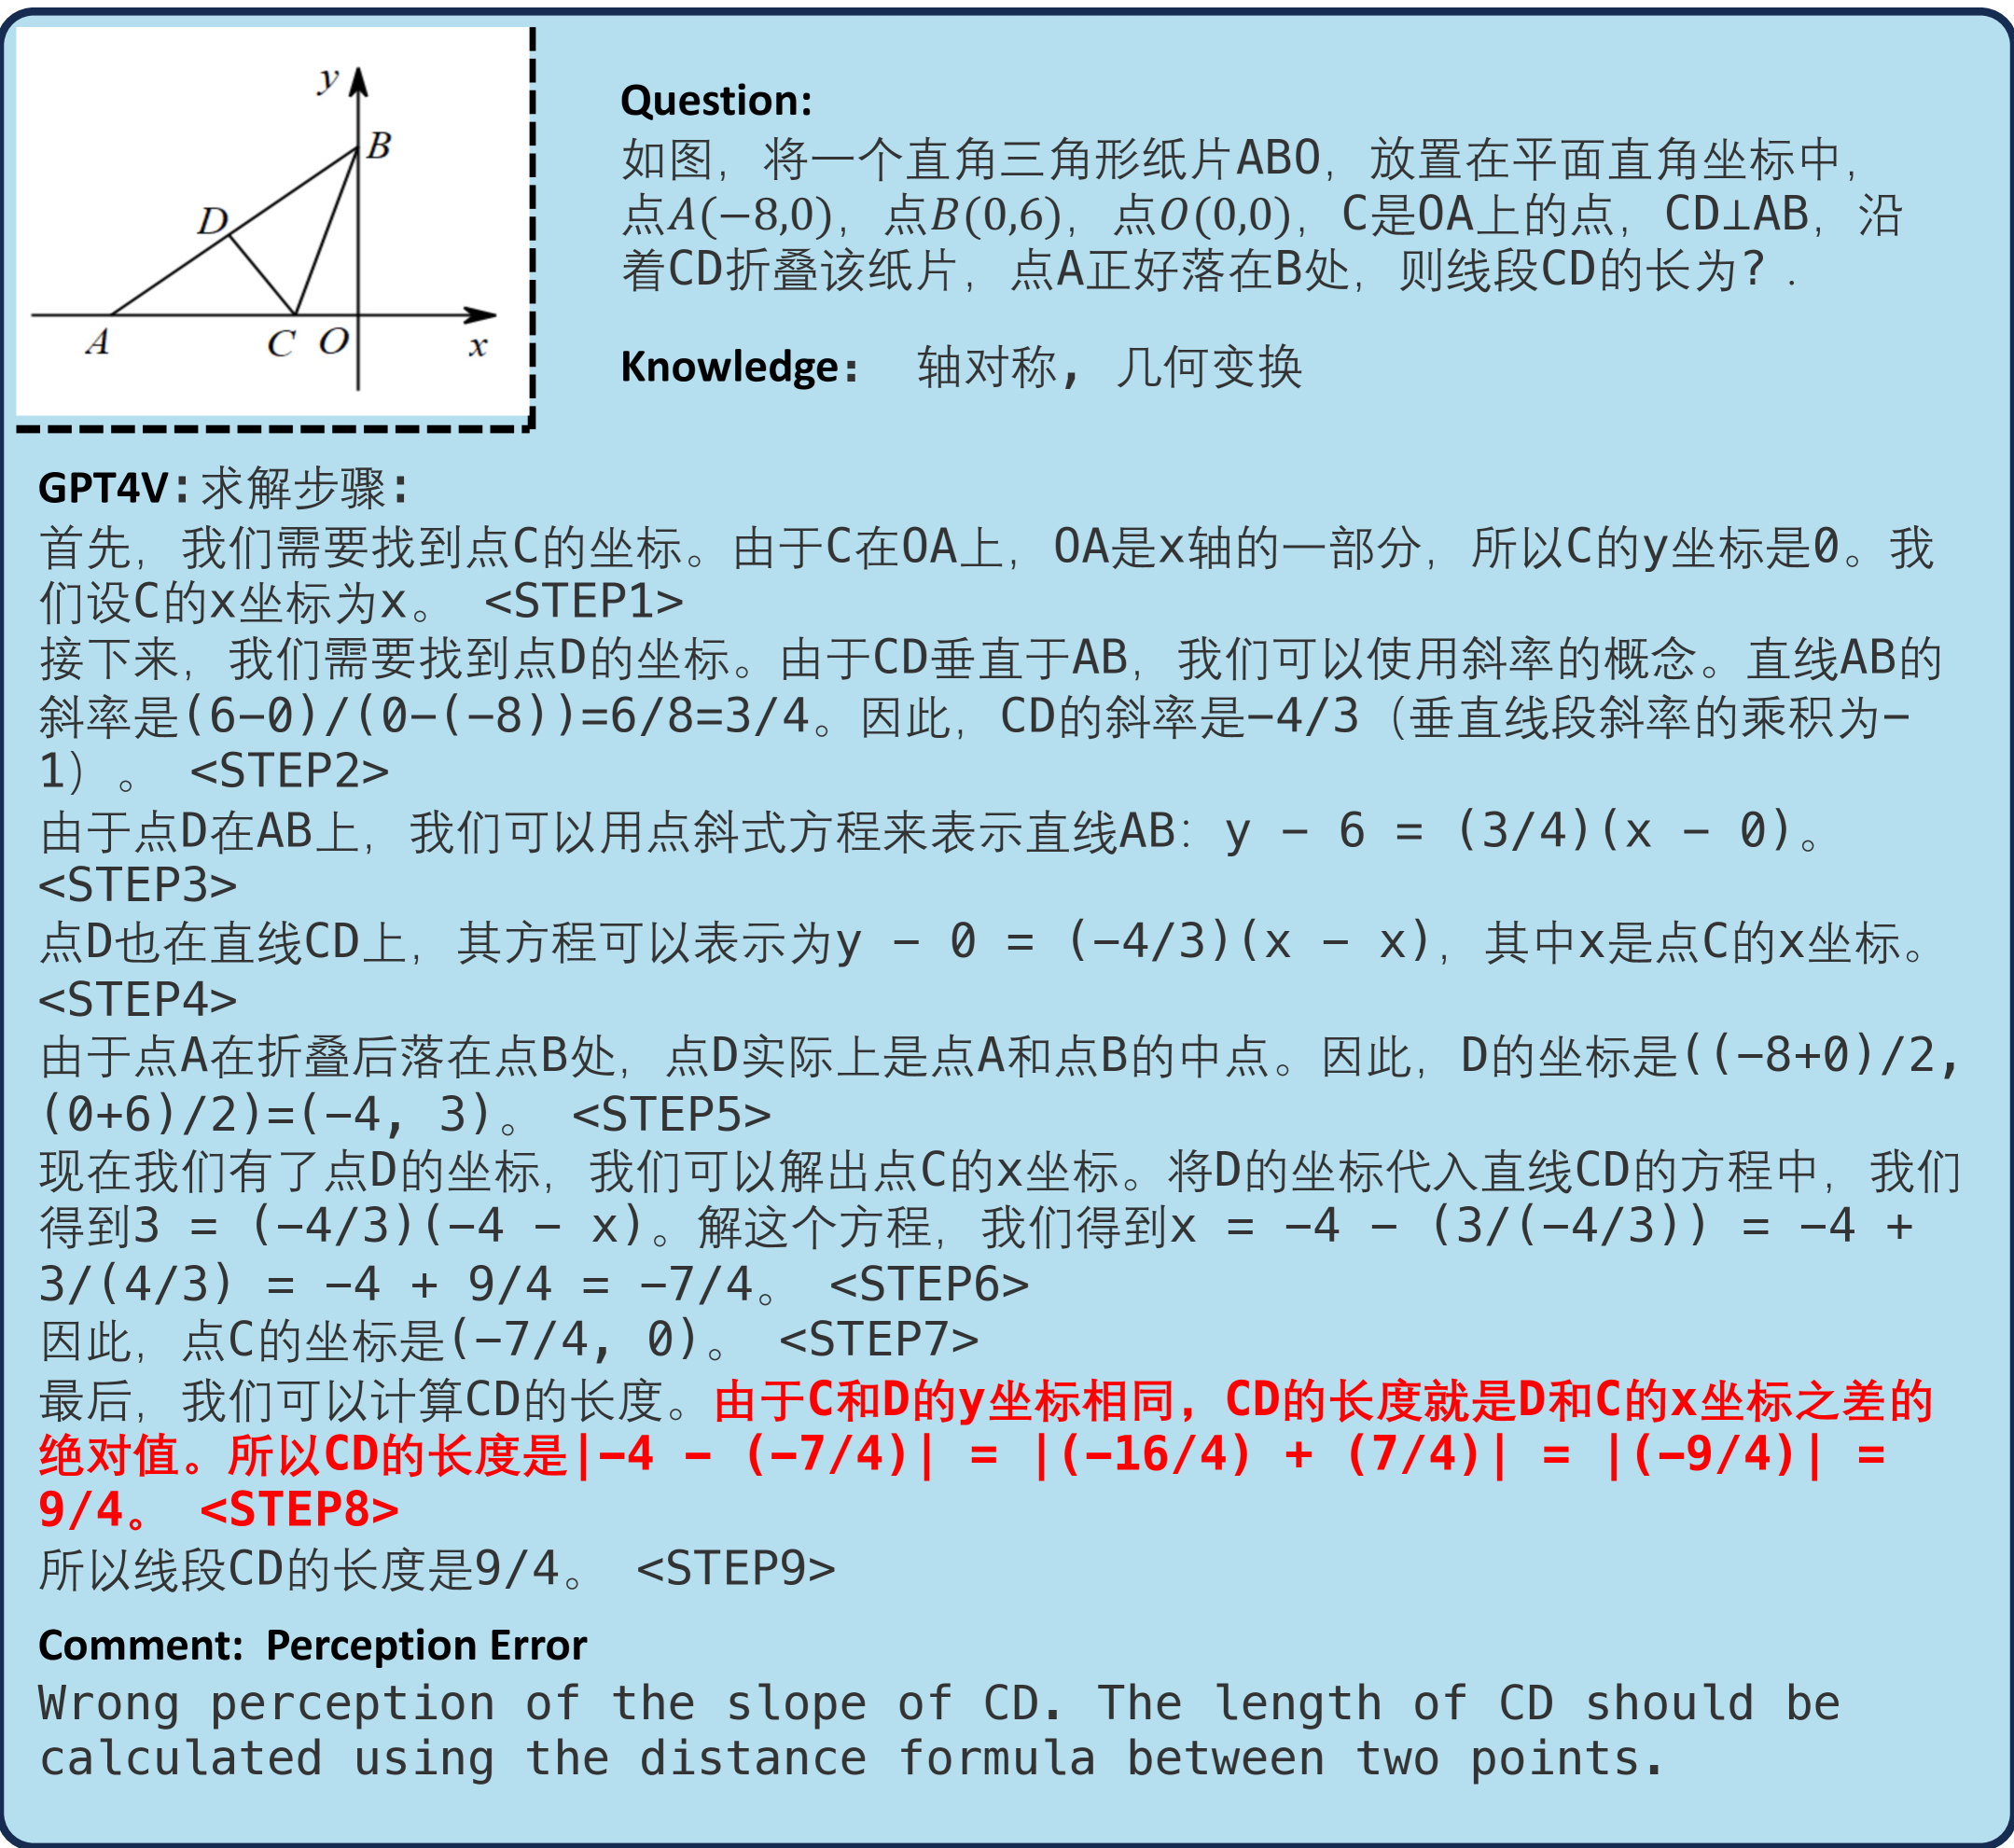 y
B
D
A
C
O
x
Question:
如图，将一个直角三角形纸片ABO，放置在平面直角坐标中，
点A(−8,0)，点B(0,6)，点O(0,0)，C是OA上的点，CD⊥AB，沿
着CD折叠该纸片，点A正好落在B处，则线段CD的长为? .
Knowledge: 轴对称, 几何变换
GPT4V:求解步骤:
首先，我们需要找到点C的坐标。由于C在OA上，OA是x轴的一部分，所以C的y坐标是0。我
们设C的x坐标为x。 <STEP1>
接下来，我们需要找到点D的坐标。由于CD垂直于AB，我们可以使用斜率的概念。直线AB的
斜率是(6−0)/(0−(−8))=6/8=3/4。因此，CD的斜率是−4/3（垂直线段斜率的乘积为−
1）。 <STEP2>
由于点D在AB上，我们可以用点斜式方程来表示直线AB：y − 6 = (3/4)(x − 0)。
<STEP3>
点D也在直线CD上，其方程可以表示为y − 0 = (−4/3)(x − x)，其中x是点C的x坐标。
<STEP4>
由于点A在折叠后落在点B处，点D实际上是点A和点B的中点。因此，D的坐标是((−8+0)/2,
(0+6)/2)=(−4, 3)。 <STEP5>
现在我们有了点D的坐标，我们可以解出点C的x坐标。将D的坐标代入直线CD的方程中，我们
得到3 = (−4/3)(−4 − x)。解这个方程，我们得到x = −4 − (3/(−4/3)) = −4 +
3/(4/3) = −4 + 9/4 = −7/4。 <STEP6>
因此，点C的坐标是(−7/4, 0)。 <STEP7>
最后，我们可以计算CD的长度。由于C和D的y坐标相同，CD的长度就是D和C的x坐标之差的
绝对值。所以CD的长度是|−4 − (−7/4)| = |(−16/4) + (7/4)| = |(−9/4)| =
9/4。 <STEP8>
所以线段CD的长度是9/4。 <STEP9>
Comment: Perception Error
Wrong perception of the slope of CD. The length of CD should be
calculated using the distance formula between two points.